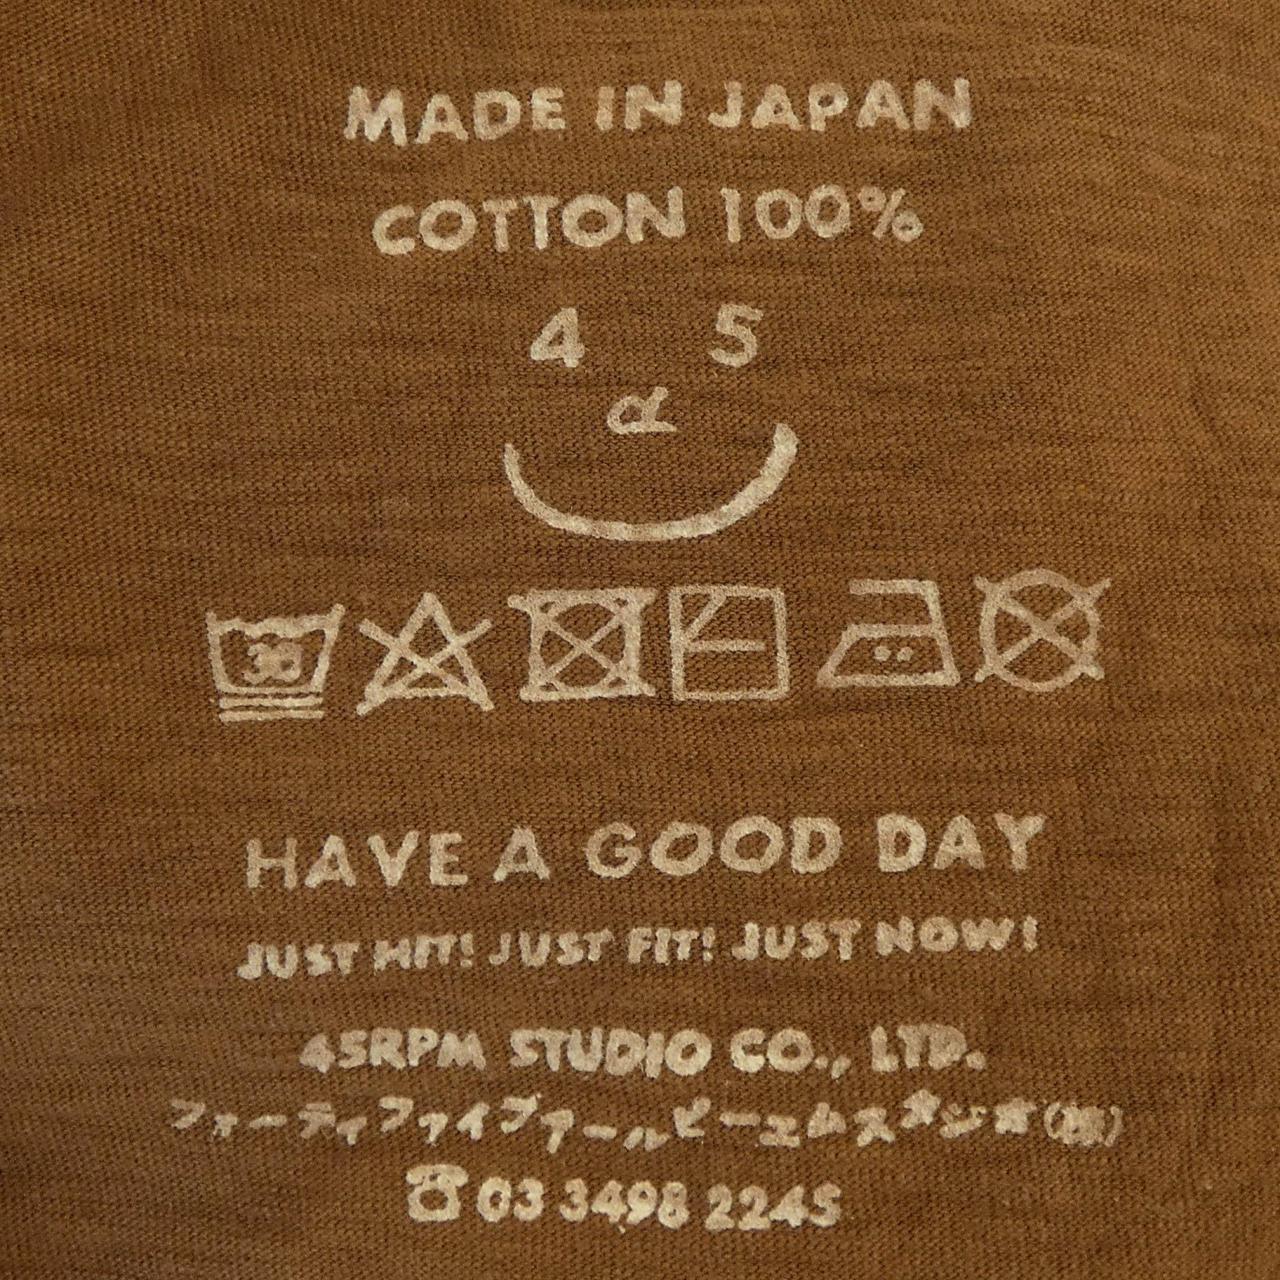 MADE IN JAPAN
COTTON 100%
4 5
R
30
HAVE A GOOD DAY
JUST HIT! JUST FIT! JUST NOW!
45RPM STUDIO CO., LTD.
フォーティファイブアールピーエムスタジオ(株)
☎03 3498 2245